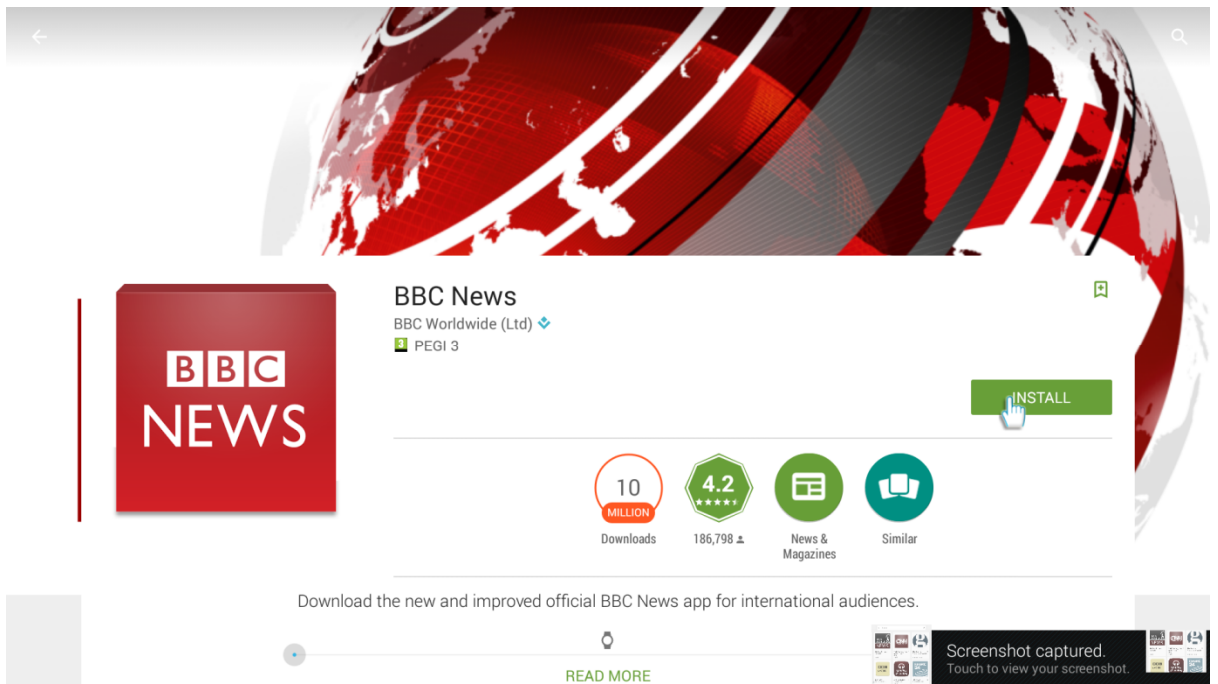 BBC
NEWS
BBC News
BBC Worldwide (Ltd)
3 PEGI 3
INSTALL
10
MILLION
Downloads
4.2
186,798
News &
Magazines
Similar
Download the new and improved official BBC News app for international audiences.
READ MORE
Screenshot captured.
Touch to view your screenshot.